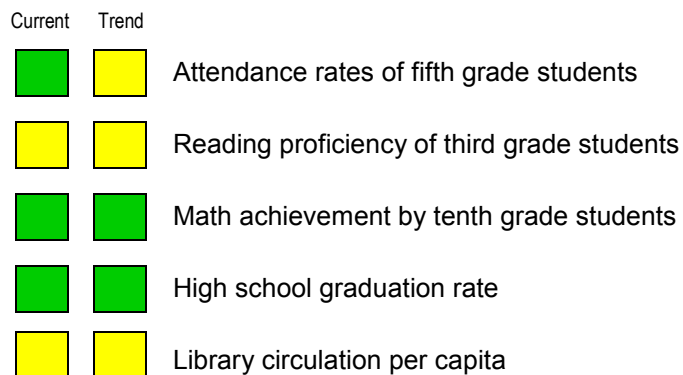 Current Trend
Attendance rates of fifth grade students
Reading proficiency of third grade students
Math achievement by tenth grade students
High school graduation rate
Library circulation per capita